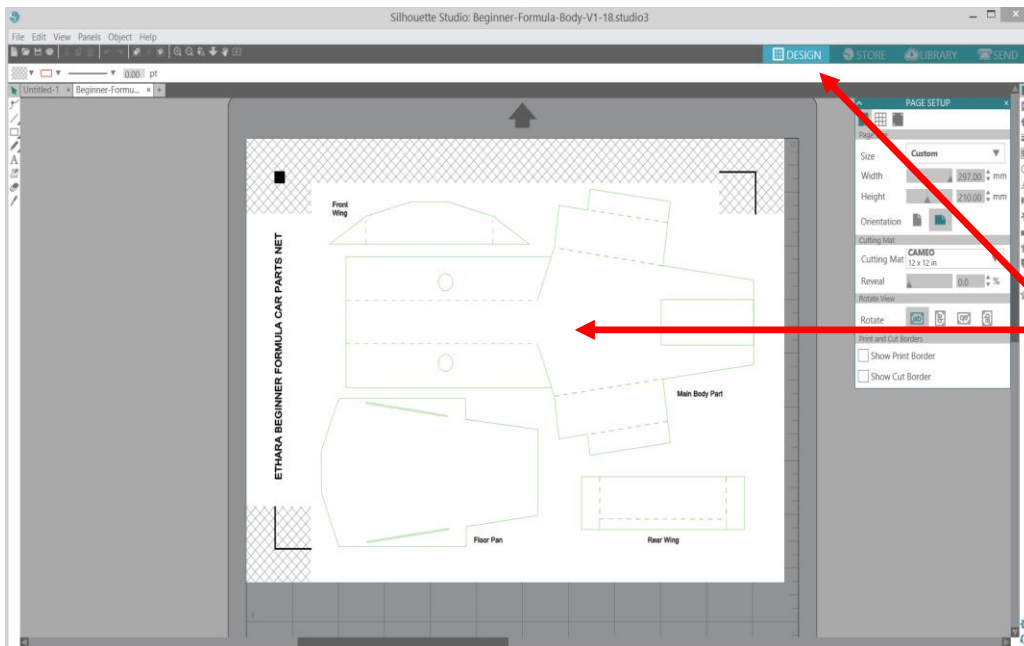 Silhouette Studio: Beginner-Formula-Body-V1-18.studio3
File Edit View Panels Object Help
DESIGN STORE LIBRARY SEND
0.00 pt
Untitled-1 Beginner-Formu...
PAGE SETUP
Size Custom
Width 297.00 mm
Height 210.00 mm
Orientation
Cutting Mat
Cutting Mat CAMEO
12 x 12 in
Reveal 0.0 %
Rotate View
Rotate
Print and Cut Borders
Show Print Border
Show Cut Border
Front
Wing
ETHARA BEGINNER FORMULA CAR PARTS NET
Main Body Part
Floor Pan
Rear Wing